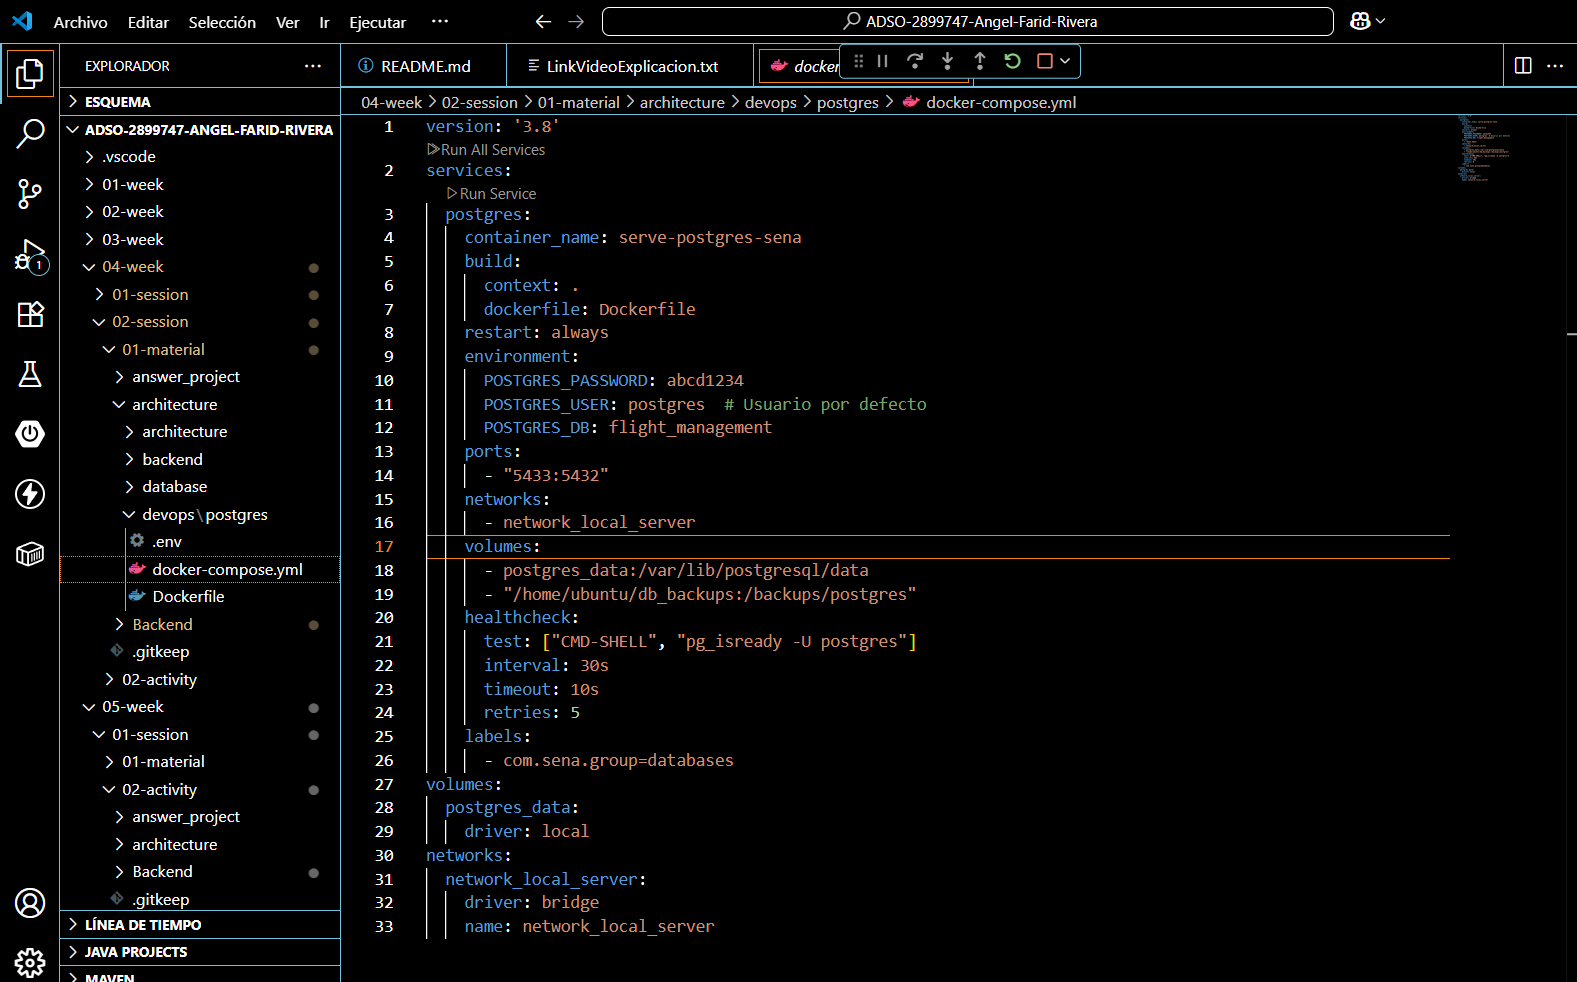 Archivo Editar Selección Ver Ir Ejecutar ···
ADSO-2899747-Angel-Farid-Rivera
EXPLORADOR
ESQUEMA
ADSO-2899747-ANGEL-FARID-RIVERA
.vscode
01-week
02-week
03-week
04-week
01-session
02-session
01-material
answer_project
architecture
architecture
backend
database
devops\postgres
.env
docker-compose.yml
Dockerfile
Backend
.gitkeep
02-activity
05-week
01-session
01-material
02-activity
answer_project
architecture
Backend
.gitkeep
LÍNEA DE TIEMPO
JAVA PROJECTS
MAVEN
1
README.md
LinkVideoExplicacion.txt
docker
04-week > 02-session > 01-material > architecture > devops > postgres > docker-compose.yml
1 version: '3.8'
Run All Services
2 services:
Run Service
3 postgres:
4 container_name: serve-postgres-sena
5 build:
6 context: .
7 dockerfile: Dockerfile
8 restart: always
9 environment:
10 POSTGRES_PASSWORD: abcd1234
11 POSTGRES_USER: postgres # Usuario por defecto
12 POSTGRES_DB: flight_management
13 ports:
14 - "5433:5432"
15 networks:
16 - network_local_server
17 volumes:
18 - postgres_data:/var/lib/postgresql/data
19 - "/home/ubuntu/db_backups:/backups/postgres"
20 healthcheck:
21 test: ["CMD-SHELL", "pg_isready -U postgres"]
22 interval: 30s
23 timeout: 10s
24 retries: 5
25 labels:
26 - com.sena.group=databases
27 volumes:
28 postgres_data:
29 driver: local
30 networks:
31 network_local_server:
32 driver: bridge
33 name: network_local_server